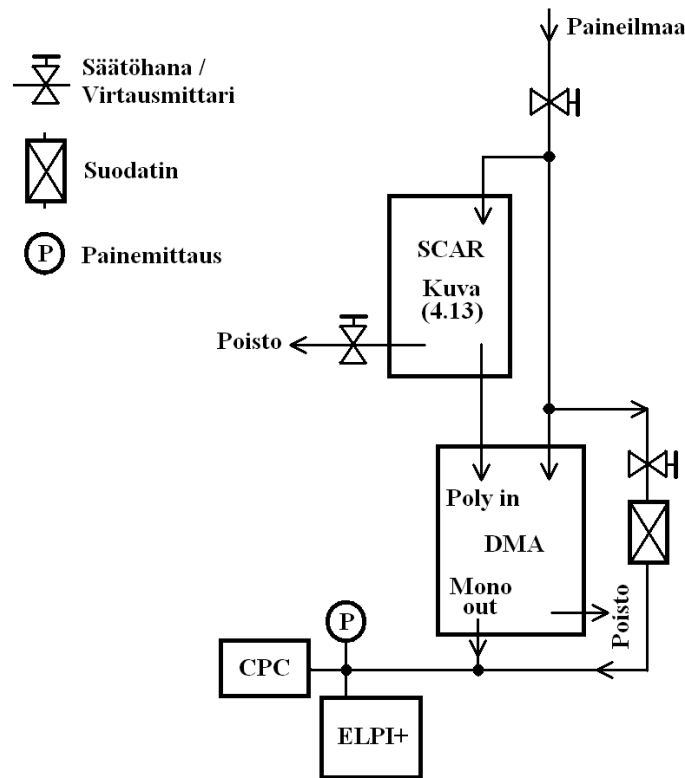 Paineilmaa
Säätöhana /
Virtausmittari
Suodatin
P
Painemittaus
SCAR
Kuva
(4.13)
Poisto
Poly in
DMA
Mono
out
Poisto
P
CPC
ELPI+